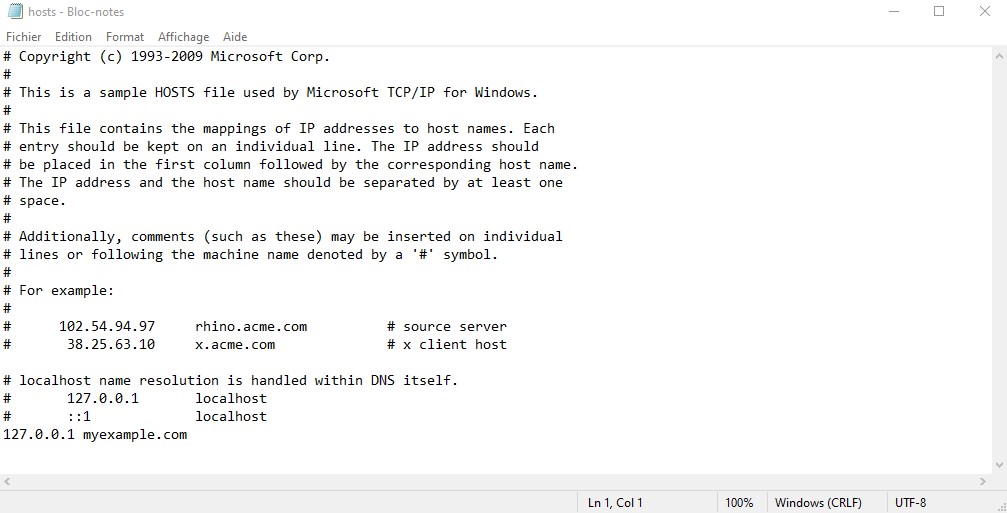 hosts - Bloc-notes
Fichier Edition Format Affichage Aide
# Copyright (c) 1993-2009 Microsoft Corp.
#
# This is a sample HOSTS file used by Microsoft TCP/IP for Windows.
#
# This file contains the mappings of IP addresses to host names. Each
# entry should be kept on an individual line. The IP address should
# be placed in the first column followed by the corresponding host name.
# The IP address and the host name should be separated by at least one
# space.
#
# Additionally, comments (such as these) may be inserted on individual
# lines or following the machine name denoted by a '#' symbol.
#
# For example:
#
#      102.54.94.97     rhino.acme.com          # source server
#       38.25.63.10     x.acme.com              # x client host

# localhost name resolution is handled within DNS itself.
#       127.0.0.1       localhost
#       ::1             localhost
127.0.0.1 myexample.com
Ln 1, Col 1 100% Windows (CRLF) UTF-8